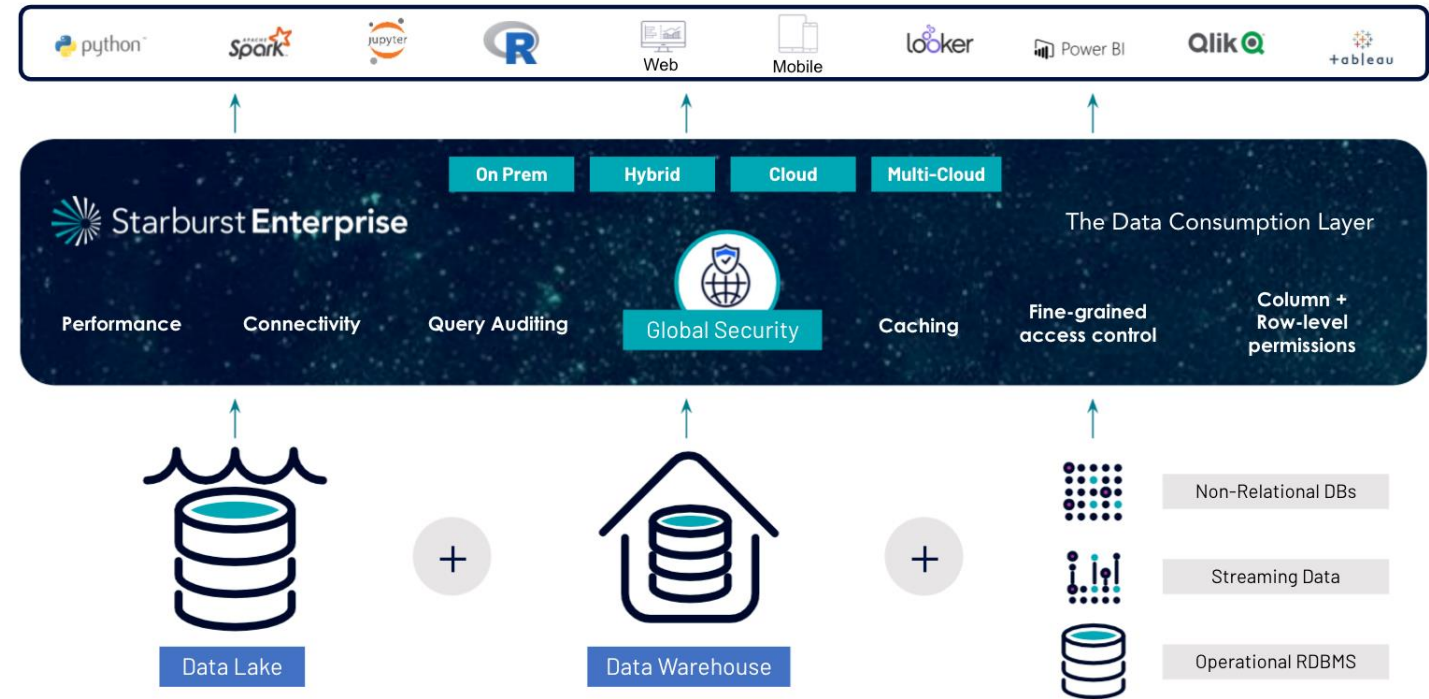 python™
APACHE
Spark™
jupyter
R
Web
Mobile
looker
Power BI
Qlik Q
+ableau
On Prem
Hybrid
Cloud
Multi-Cloud
Starburst Enterprise
The Data Consumption Layer
Performance
Connectivity
Query Auditing
Global Security
Caching
Fine-grained
access control
Column +
Row-level
permissions
+
+
Non-Relational DBs
Streaming Data
Operational RDBMS
Data Lake
Data Warehouse